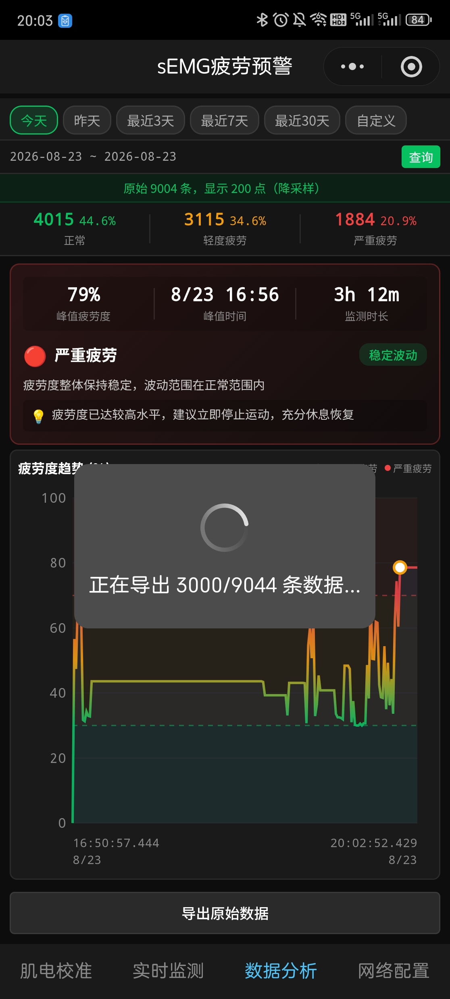 20:03
HD1 HD2 5G 5G 84
sEMG疲劳预警
今天 昨天 最近3天 最近7天 最近30天 自定义
2026-08-23 ~ 2026-08-23 查询
原始 9004 条，显示 200 点（降采样）
4015 44.6% 3115 34.6% 1884 20.9%
正常 轻度疲劳 严重疲劳
79% 8/23 16:56 3h 12m
峰值疲劳度 峰值时间 监测时长
严重疲劳 稳定波动
疲劳度整体保持稳定，波动范围在正常范围内
疲劳度已达较高水平，建议立即停止运动，充分休息恢复
疲劳度趋势 劳 严重疲劳
100
80
正在导出 3000/9044 条数据...
60
40
20
0
16:50:57.444 20:02:52.429
8/23 8/23
导出原始数据
肌电校准 实时监测 数据分析 网络配置